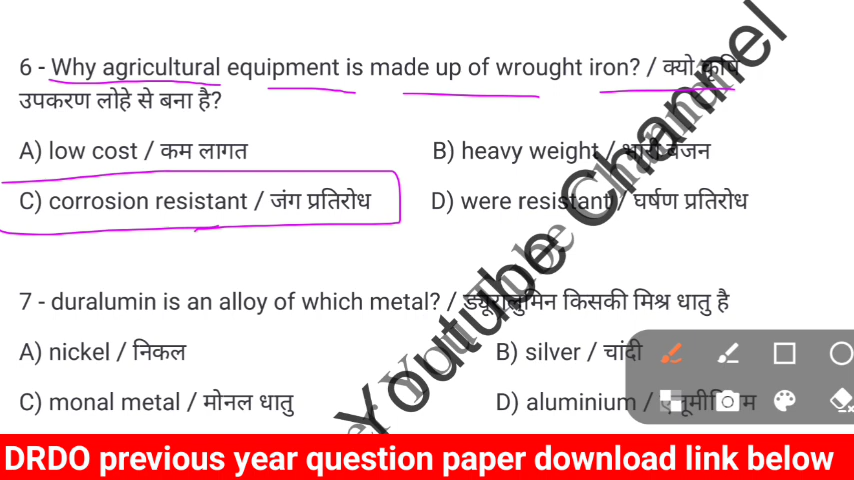 6 - Why agricultural equipment is made up of wrought iron? / क्यो कृषि
उपकरण लोहे से बना है?
A) low cost / कम लागत
B) heavy weight / भारी वजन
C) corrosion resistant / जंग प्रतिरोध
D) were resistant / घर्षण प्रतिरोध
7 - duralumin is an alloy of which metal? / ड्यूरालुमिन किसकी मिश्र धातु है
A) nickel / निकल
B) silver / चांदी
C) monal metal / मोनल धातु
D) aluminium /
Youtube Channel
DRDO previous year question paper download link below